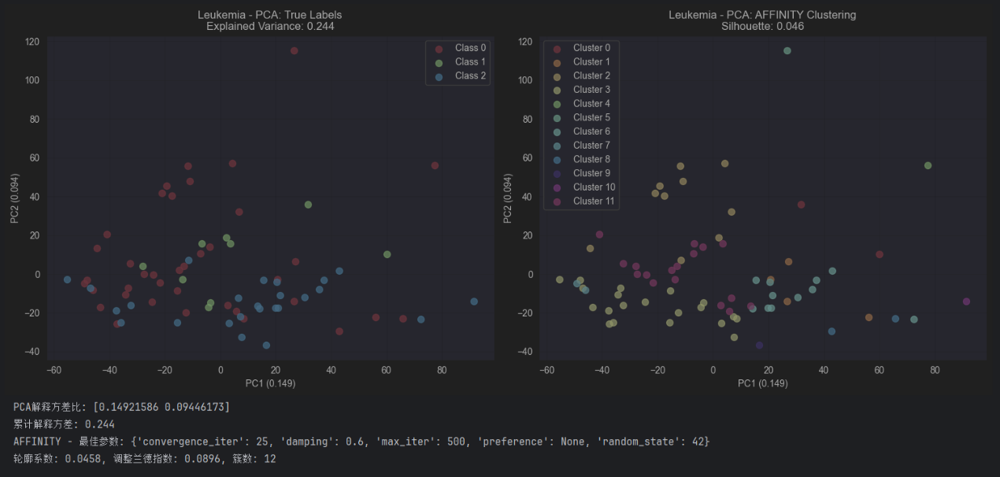 Leukemia - PCA: True Labels
Explained Variance: 0.244
120
100
80
60
40
20
0
−20
−40
PC2 (0.094)
Class 0
Class 1
Class 2
−60
−40
−20
0
20
40
60
80
PC1 (0.149)
Leukemia - PCA: AFFINITY Clustering
Silhouette: 0.046
120
100
80
60
40
20
0
−20
−40
PC2 (0.094)
Cluster 0
Cluster 1
Cluster 2
Cluster 3
Cluster 4
Cluster 5
Cluster 6
Cluster 7
Cluster 8
Cluster 9
Cluster 10
Cluster 11
−60
−40
−20
0
20
40
60
80
PC1 (0.149)
PCA解释方差比: [0.14921586 0.09446173]
累计解释方差: 0.244
AFFINITY - 最佳参数: {'convergence_iter': 25, 'damping': 0.6, 'max_iter': 500, 'preference': None, 'random_state': 42}
轮廓系数: 0.0458, 调整兰德指数: 0.0896, 簇数: 12